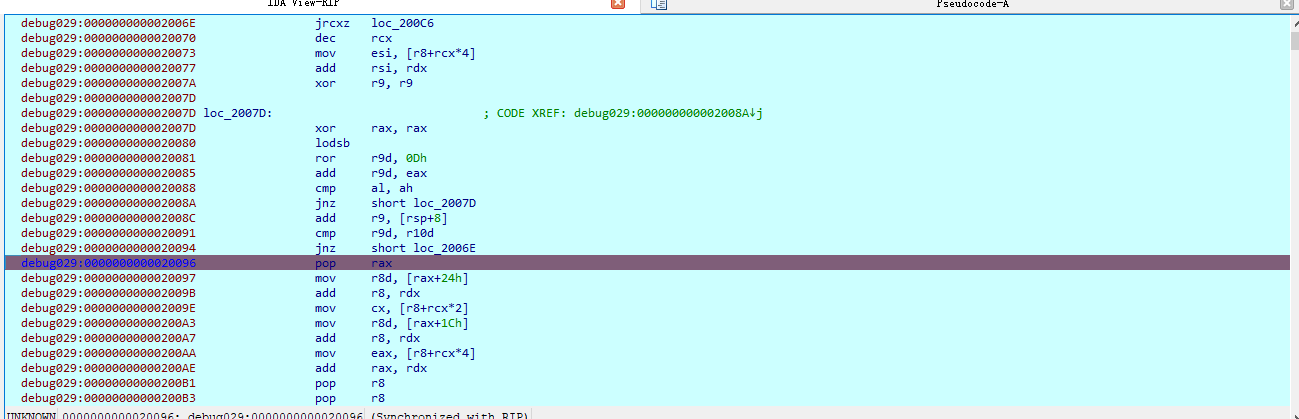 IDA View-RIP Pseudocode-A
debug029:000000000002006E jrcxz loc_200C6
debug029:0000000000020070 dec rcx
debug029:0000000000020073 mov esi, [r8+rcx*4]
debug029:0000000000020077 add rsi, rdx
debug029:000000000002007A xor r9, r9
debug029:000000000002007D
debug029:000000000002007D loc_2007D: ; CODE XREF: debug029:000000000002008A↓j
debug029:000000000002007D xor rax, rax
debug029:0000000000020080 lodsb
debug029:0000000000020081 ror r9d, 0Dh
debug029:0000000000020085 add r9d, eax
debug029:0000000000020088 cmp al, ah
debug029:000000000002008A jnz short loc_2007D
debug029:000000000002008C add r9, [rsp+8]
debug029:0000000000020091 cmp r9d, r10d
debug029:0000000000020094 jnz short loc_2006E
debug029:0000000000020096 pop rax
debug029:0000000000020097 mov r8d, [rax+24h]
debug029:000000000002009B add r8, rdx
debug029:000000000002009E mov cx, [r8+rcx*2]
debug029:00000000000200A3 mov r8d, [rax+1Ch]
debug029:00000000000200A7 add r8, rdx
debug029:00000000000200AA mov eax, [r8+rcx*4]
debug029:00000000000200AE add rax, rdx
debug029:00000000000200B1 pop r8
debug029:00000000000200B3 pop r8
UNKNOWN 0000000000020096: debug029:0000000000020096 (Synchronized with RIP)